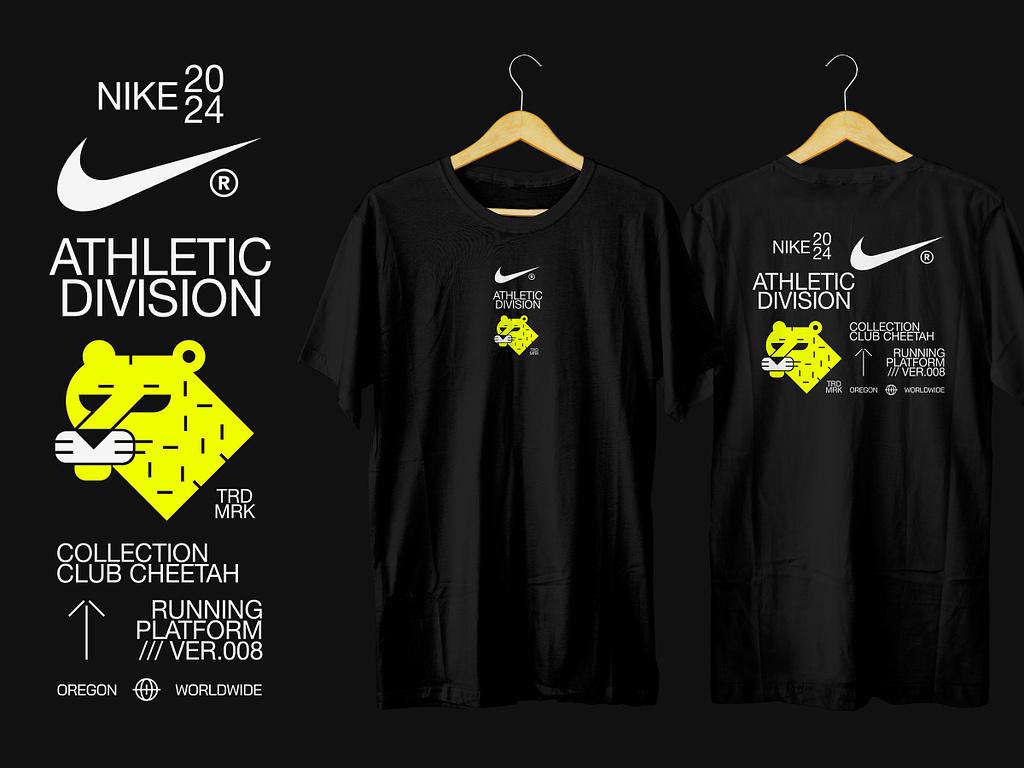 NIKE 20
24
®
ATHLETIC
DIVISION
TRD
MRK
COLLECTION
CLUB CHEETAH
RUNNING
PLATFORM
/// VER.008
OREGON WORLDWIDE
®
ATHLETIC
DIVISION
TRD
MRK
NIKE 20
24
®
ATHLETIC
DIVISION
COLLECTION
CLUB CHEETAH
RUNNING
PLATFORM
/// VER.008
TRD
MRK
OREGON WORLDWIDE